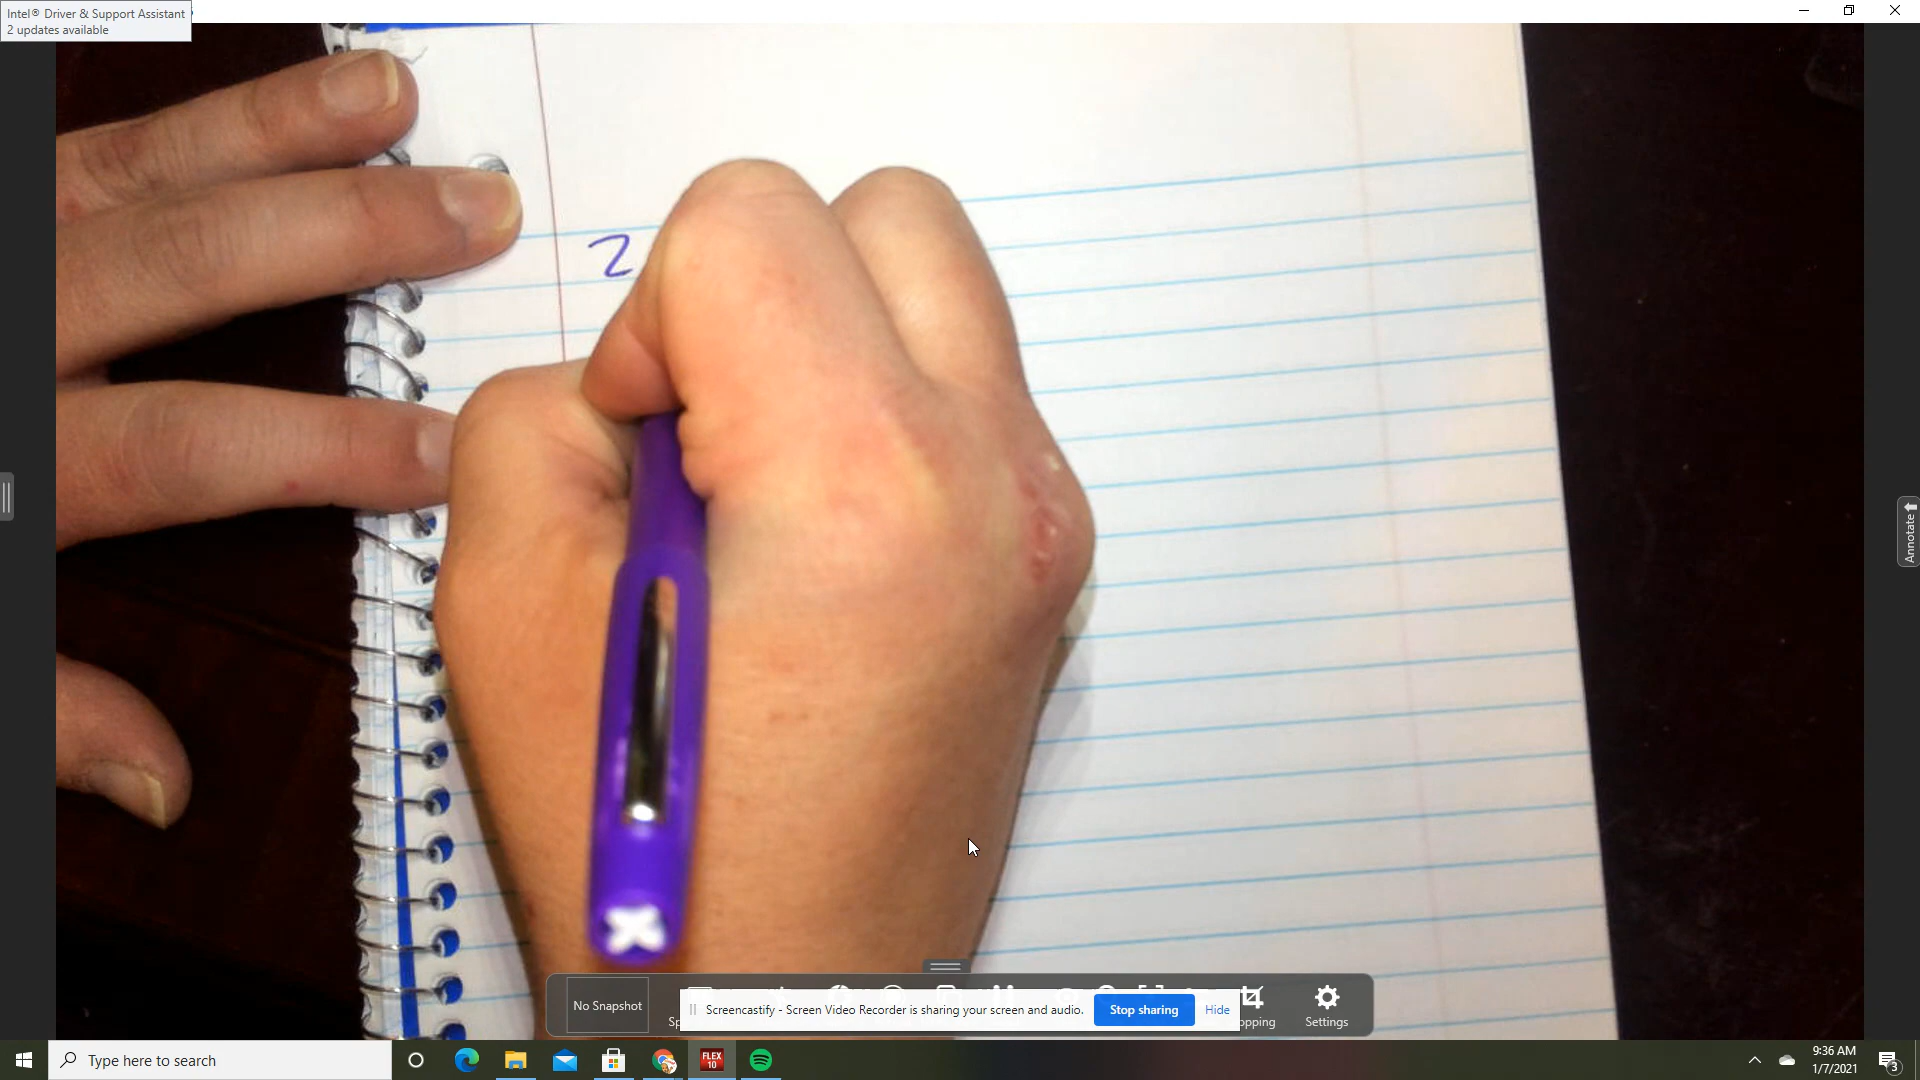 Intel® Driver & Support Assistant
2 updates available
2
Annotate
No Snapshot
Screencastify - Screen Video Recorder is sharing your screen and audio.
Stop sharing
Hide
Settings
Type here to search
FLEX
10
9:36 AM
1/7/2021
3